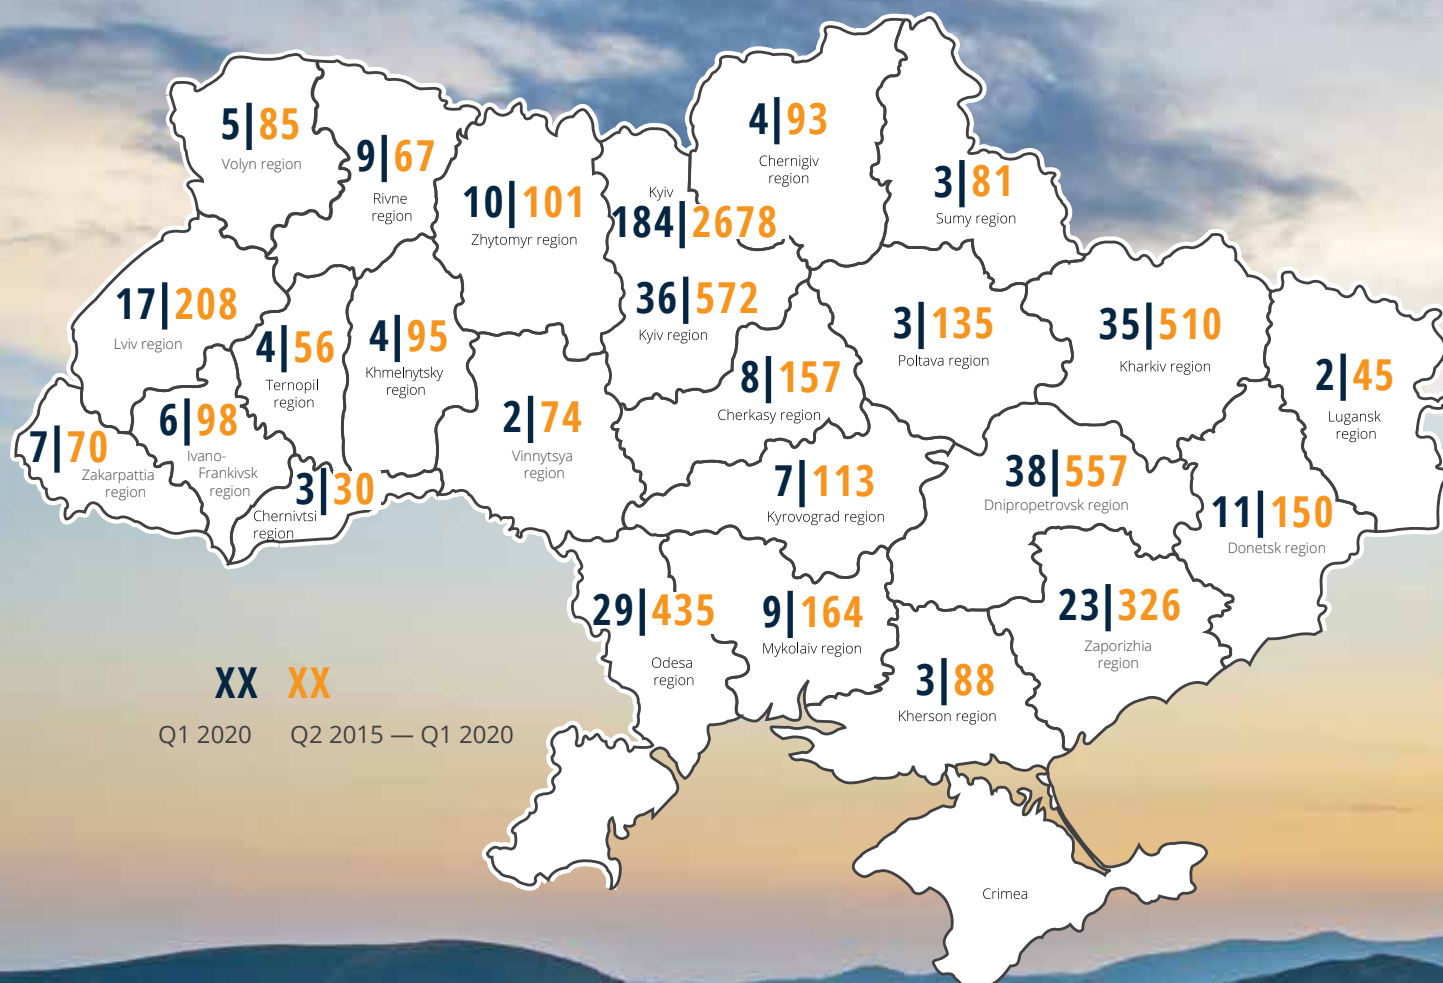 4|93
Chernigiv
region
5|85
Volyn region
9|67
Rivne
region
3|81
Sumy region
10|101
Zhytomyr region
Kyiv
184|2678
36|572
Kyiv region
17|208
Lviv region
4|56
Ternopil
region
4|95
Khmelnytsky
region
3|135
Poltava region
35|510
Kharkiv region
8|157
Cherkasy region
2|45
Lugansk
region
6|98
Ivano-
Frankivsk
region
7|70
Zakarpattia
region
2|74
Vinnytsya
region
3|30
Chernivtsi
region
7|113
Kyrovograd region
38|557
Dnipropetrovsk region
11|150
Donetsk region
29|435
Odesa
region
9|164
Mykolaiv region
23|326
Zaporizhia
region
3|88
Kherson region
XX XX
Q1 2020 Q2 2015 — Q1 2020
Crimea